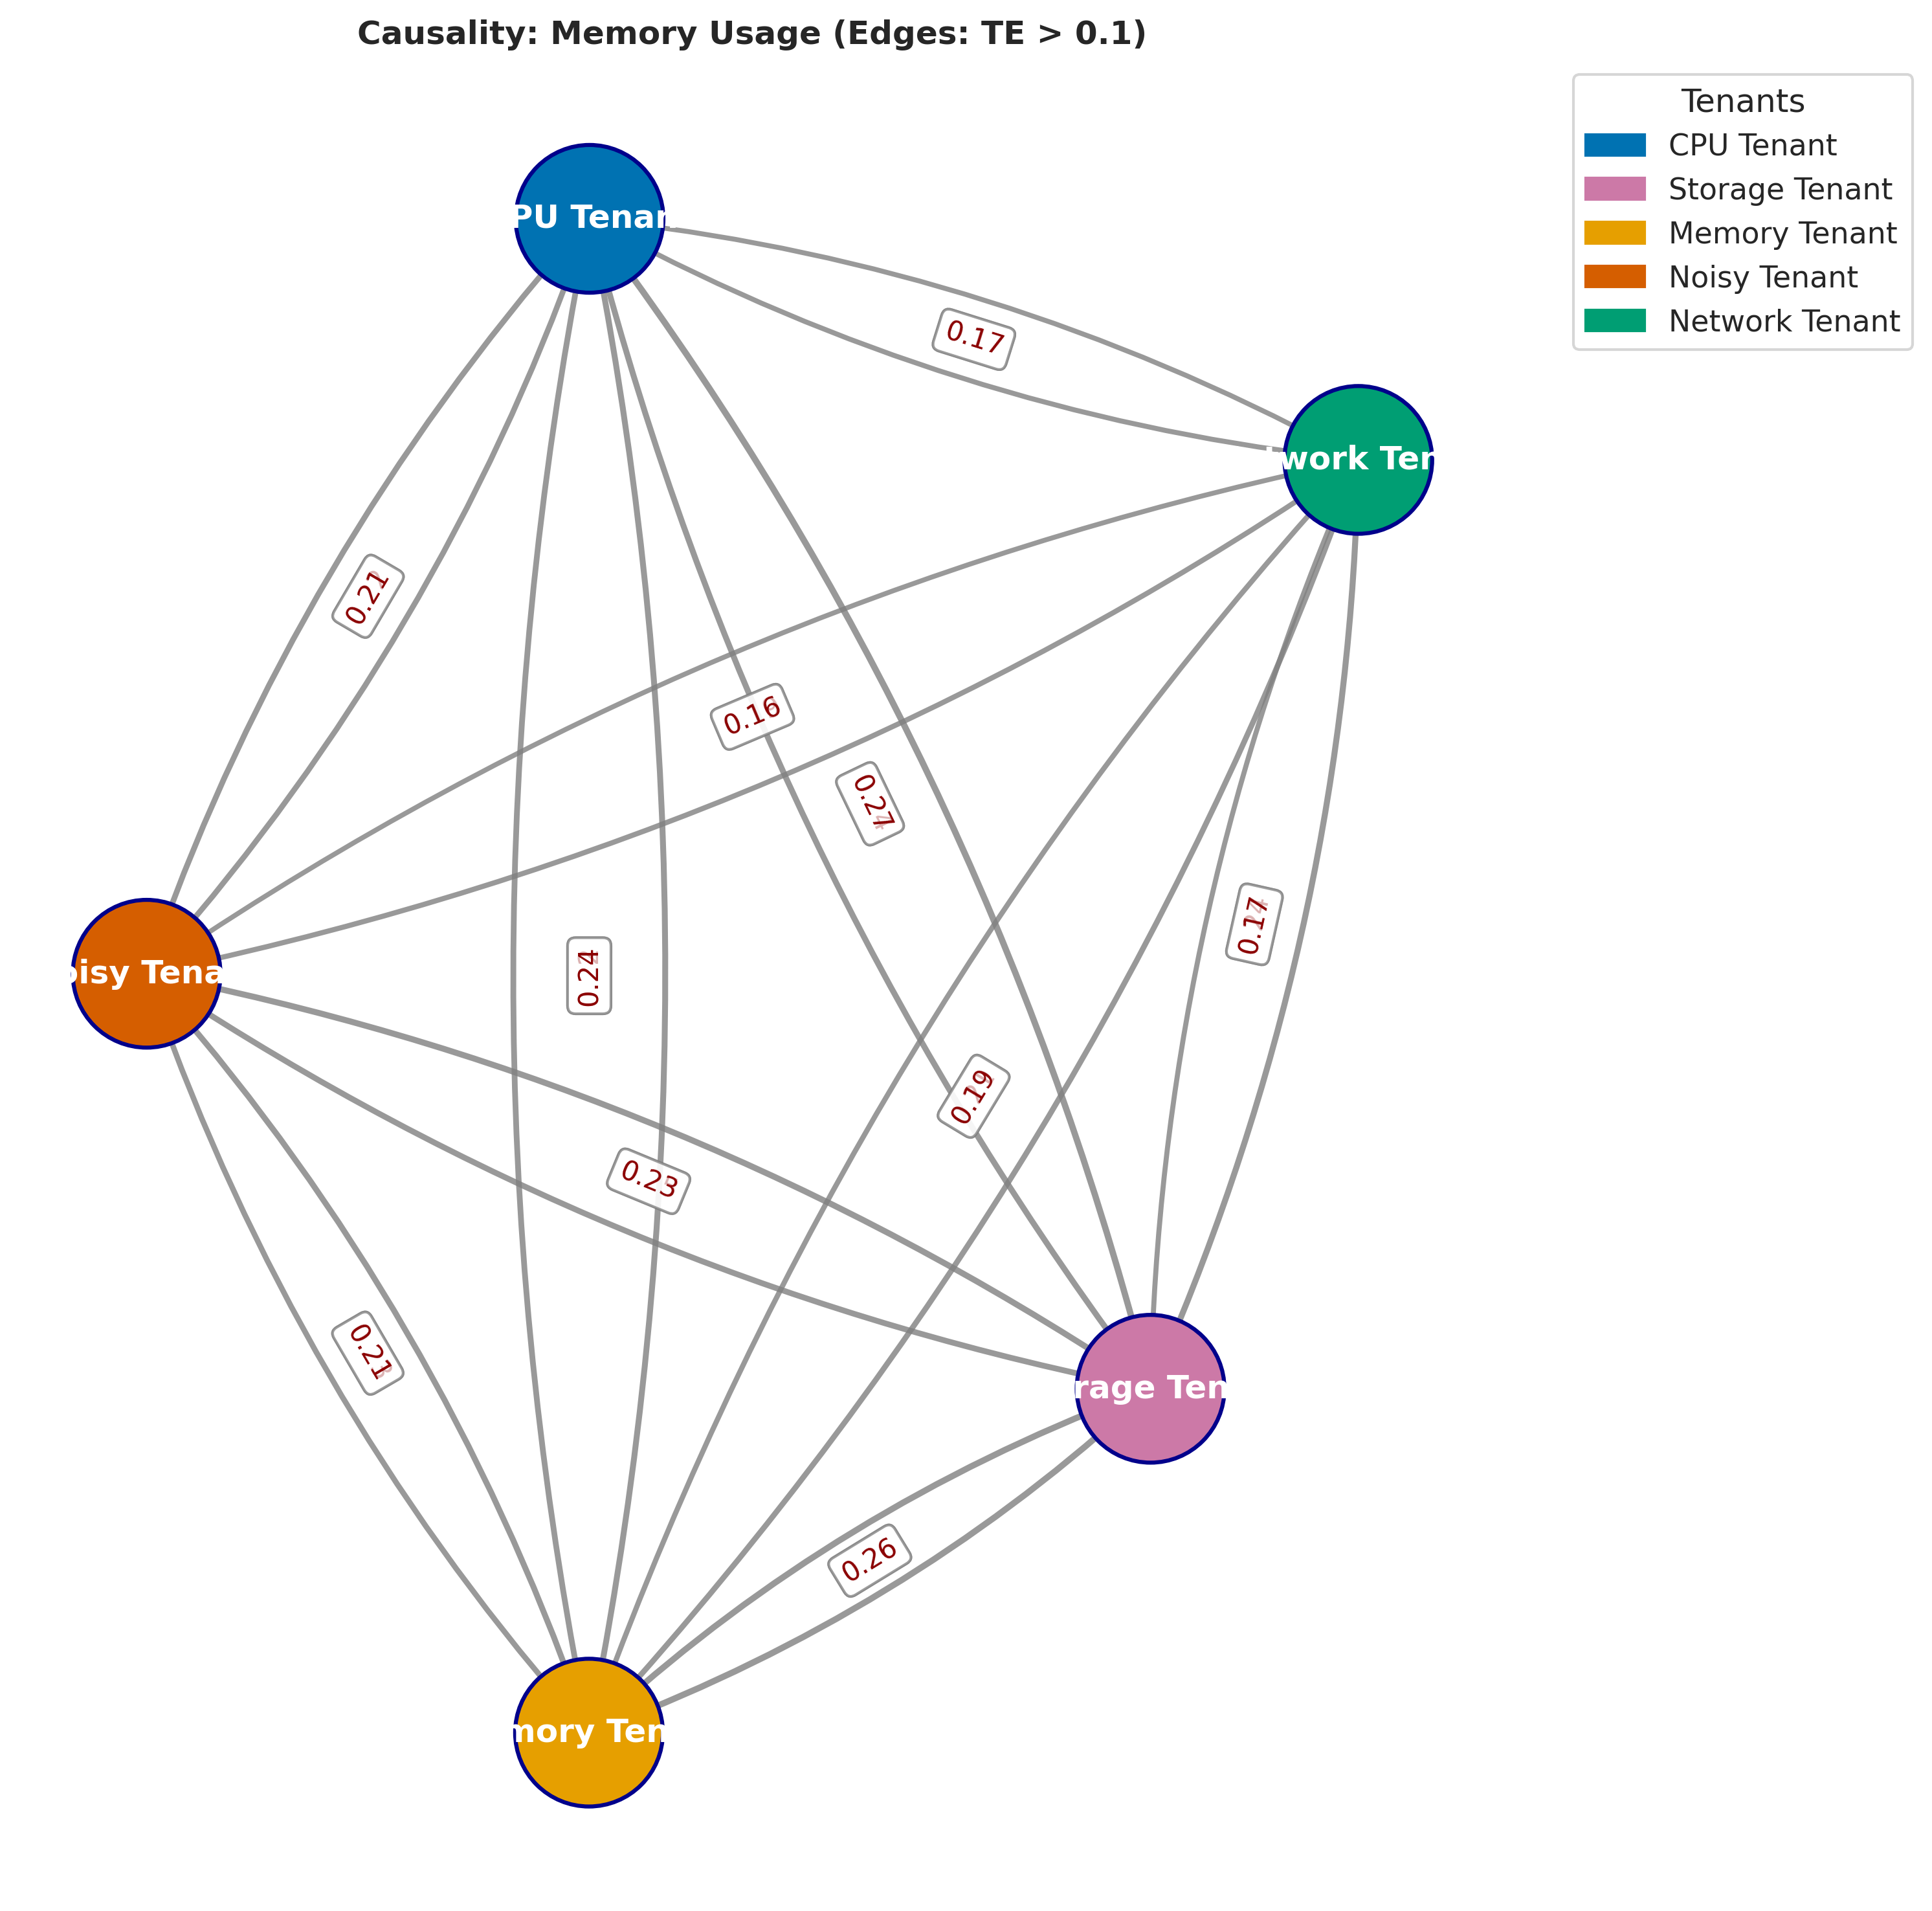 Causality: Memory Usage (Edges: TE > 0.1)
Tenants
CPU Tenant
Storage Tenant
Memory Tenant
Noisy Tenant
Network Tenant
PU Tenan
0.17
work Ten
0.21
0.16
0.27
0.17
oisy Tena
0.24
0.19
0.23
0.21
rage Ten
0.26
mory Ten